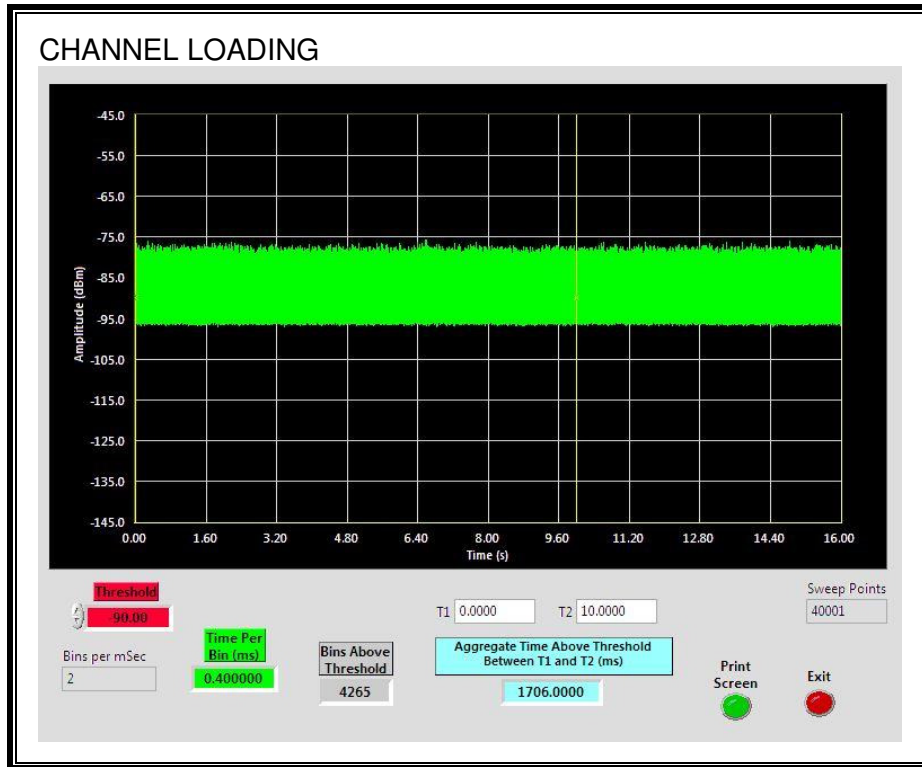 CHANNEL LOADING
-45.0
-55.0
-65.0
-75.0
-85.0
-95.0
-105.0
-115.0
-125.0
-135.0
-145.0
Amplitude (dBm)
0.00 1.60 3.20 4.80 6.40 8.00 9.60 11.20 12.80 14.40 16.00
Time (s)
Threshold
-90.00
Bins per mSec
2
Time Per
Bin (ms)
0.400000
Bins Above
Threshold
4265
T1 0.0000 T2 10.0000
Aggregate Time Above Threshold
Between T1 and T2 (ms)
1706.0000
Sweep Points
40001
Print
Screen
Exit